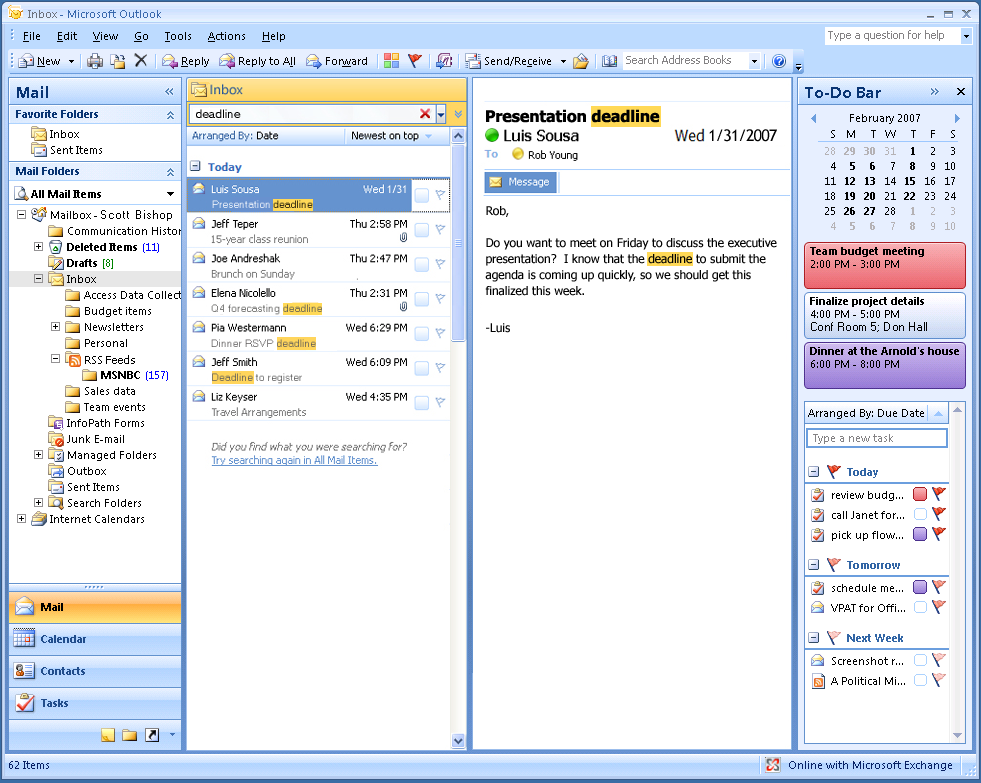 Inbox - Microsoft Outlook
File Edit View Go Tools Actions Help
Type a question for help
New Reply Reply to All Forward Send/Receive Search Address Books
Mail
Favorite Folders
Inbox
Sent Items
Mail Folders
All Mail Items
Mailbox - Scott Bishop
Communication Histor
Deleted Items (11)
Drafts [8]
Inbox
Access Data Collect
Budget items
Newsletters
Personal
RSS Feeds
MSNBC (157)
Sales data
Team events
InfoPath Forms
Junk E-mail
Managed Folders
Outbox
Sent Items
Search Folders
Internet Calendars
Mail
Calendar
Contacts
Tasks
Inbox
deadline
Arranged By: Date Newest on top
Today
Luis Sousa Wed 1/31
Presentation deadline
Jeff Teper Thu 2:58 PM
15-year class reunion
Joe Andreshak Thu 2:47 PM
Brunch on Sunday
Elena Nicolello Thu 2:31 PM
Q4 forecasting deadline
Pia Westermann Wed 6:29 PM
Dinner RSVP deadline
Jeff Smith Wed 6:09 PM
Deadline to register
Liz Keyser Wed 4:35 PM
Travel Arrangements
Did you find what you were searching for?
Try searching again in All Mail Items.
Presentation deadline
Luis Sousa Wed 1/31/2007
To Rob Young
Message
Rob,
Do you want to meet on Friday to discuss the executive
presentation? I know that the deadline to submit the
agenda is coming up quickly, so we should get this
finalized this week.
-Luis
To-Do Bar
February 2007
S M T W T F S
28 29 30 31 1 2 3
4 5 6 7 8 9 10
11 12 13 14 15 16 17
18 19 20 21 22 23 24
25 26 27 28 1 2 3
4 5 6 7 8 9 10
Team budget meeting
2:00 PM - 3:00 PM
Finalize project details
4:00 PM - 5:00 PM
Conf Room 5; Don Hall
Dinner at the Arnold's house
6:00 PM - 8:00 PM
Arranged By: Due Date
Type a new task
Today
review budg...
call Janet for...
pick up flow...
Tomorrow
schedule me...
VPAT for Offi...
Next Week
Screenshot r...
A Political Mi...
62 Items
Online with Microsoft Exchange